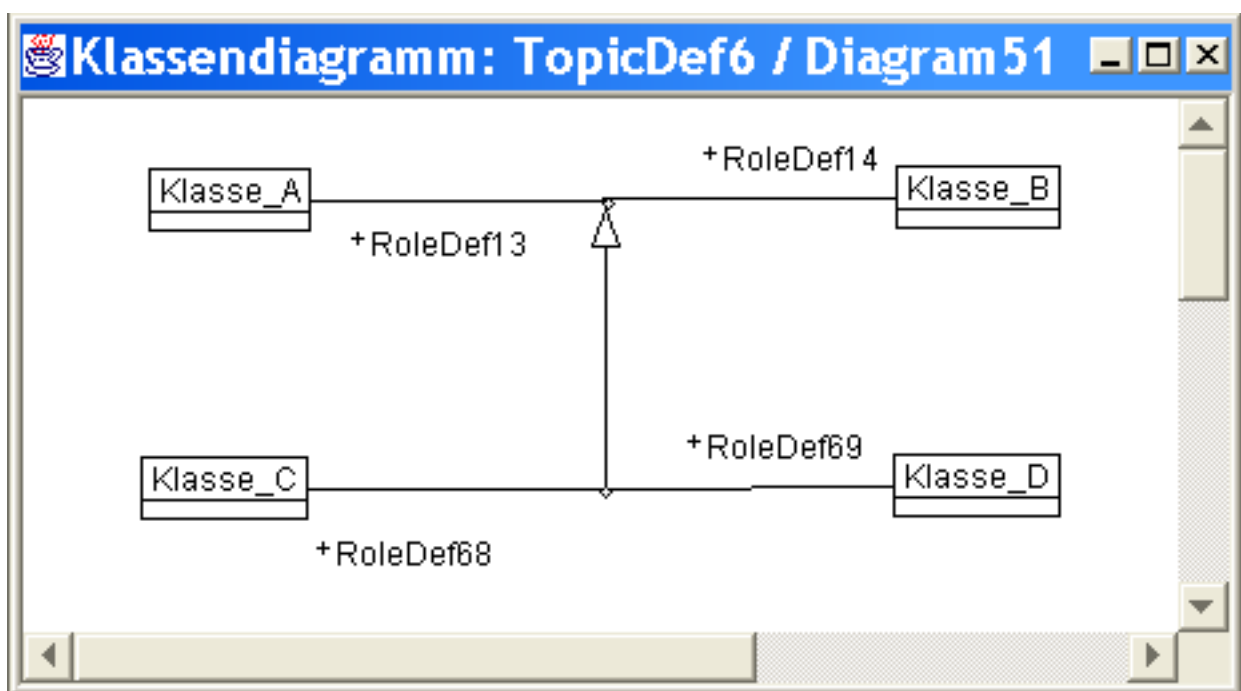 Klassendiagramm: TopicDef6 / Diagram51
+RoleDef14
Klasse_A
Klasse_B
+RoleDef13
+RoleDef69
Klasse_C
Klasse_D
+RoleDef68